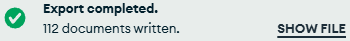 Export completed.
112 documents written.
SHOW FILE